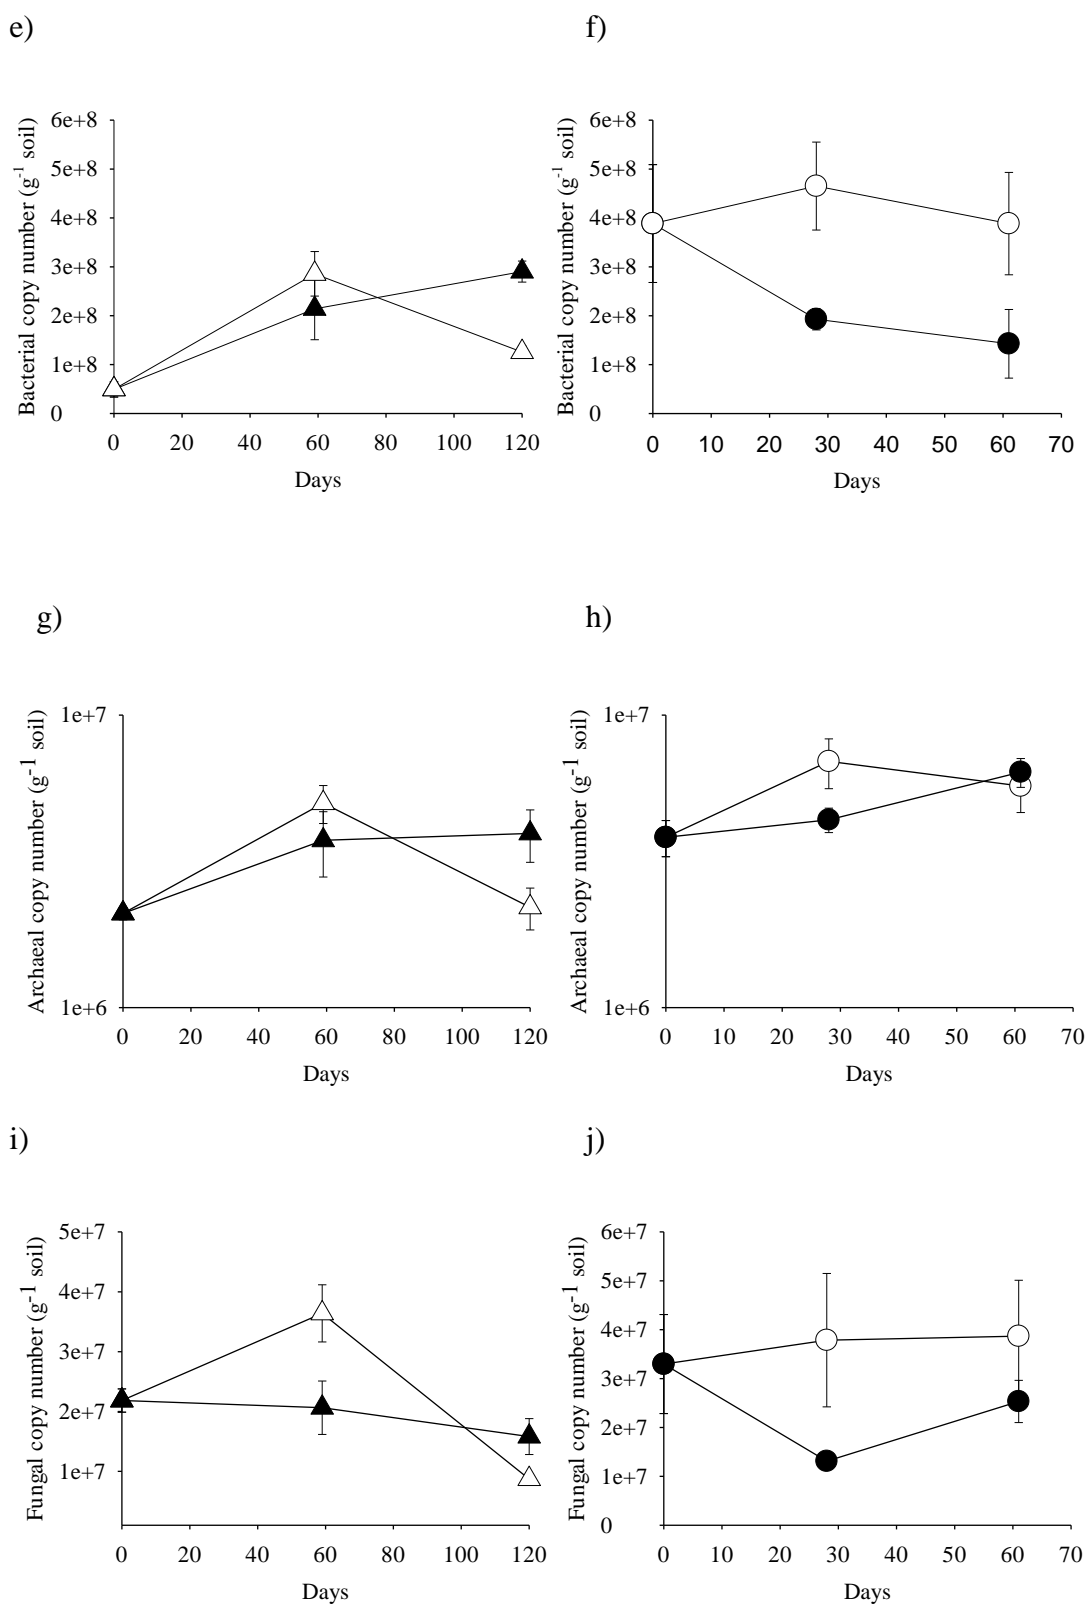 e)
f)
Bacterial copy number (g-1 soil)
6e+8
5e+8
4e+8
3e+8
2e+8
1e+8
0
0 20 40 60 80 100 120
Days
Bacterial copy number (g-1 soil)
6e+8
5e+8
4e+8
3e+8
2e+8
1e+8
0
0 10 20 30 40 50 60 70
Days
g)
h)
Archaeal copy number (g-1 soil)
1e+7
1e+6
0 20 40 60 80 100 120
Days
Archaeal copy number (g-1 soil)
1e+7
1e+6
0 10 20 30 40 50 60 70
Days
i)
j)
Fungal copy number (g-1 soil)
5e+7
4e+7
3e+7
2e+7
1e+7
0 20 40 60 80 100 120
Days
Fungal copy number (g-1 soil)
6e+7
5e+7
4e+7
3e+7
2e+7
1e+7
0
0 10 20 30 40 50 60 70
Days